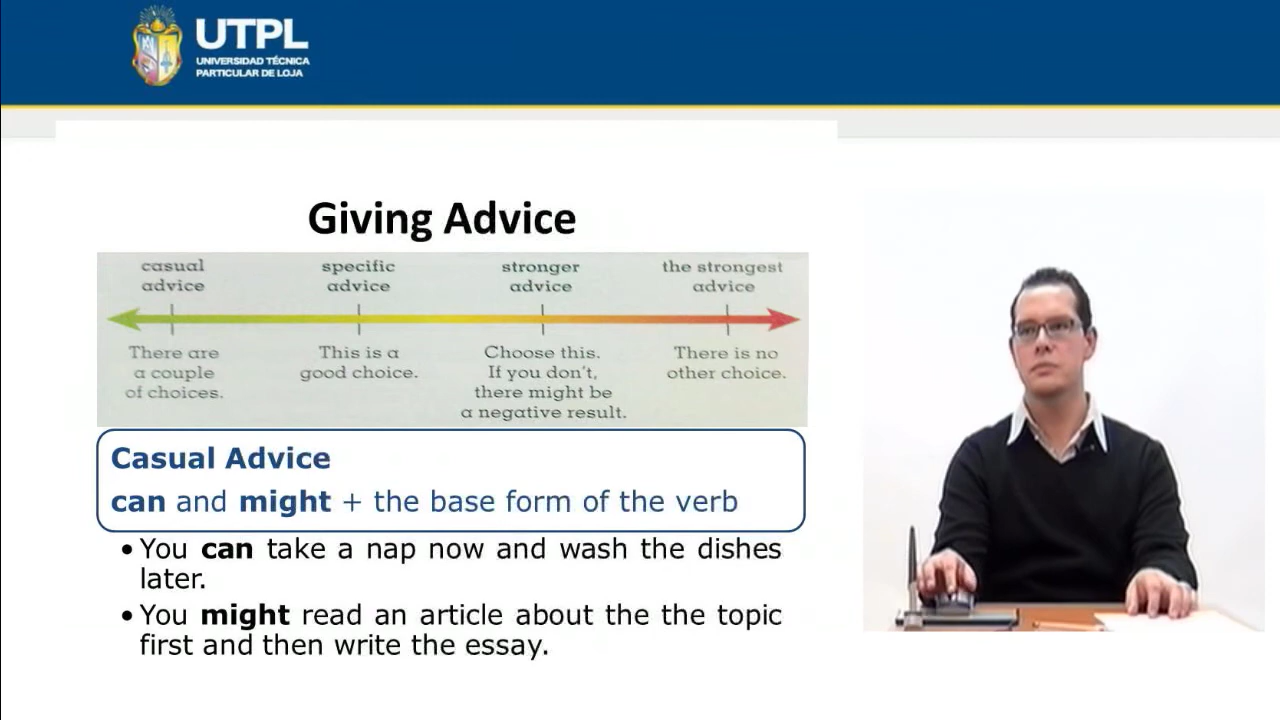 UTPL
UNIVERSIDAD TÉCNICA
PARTICULAR DE LOJA
Giving Advice
casual
advice
specific
advice
stronger
advice
the strongest
advice
There are
a couple
of choices.
This is a
good choice.
Choose this.
If you don't,
there might be
a negative result.
There is no
other choice.
Casual Advice
can and might + the base form of the verb
• You can take a nap now and wash the dishes
later.
• You might read an article about the the topic
first and then write the essay.